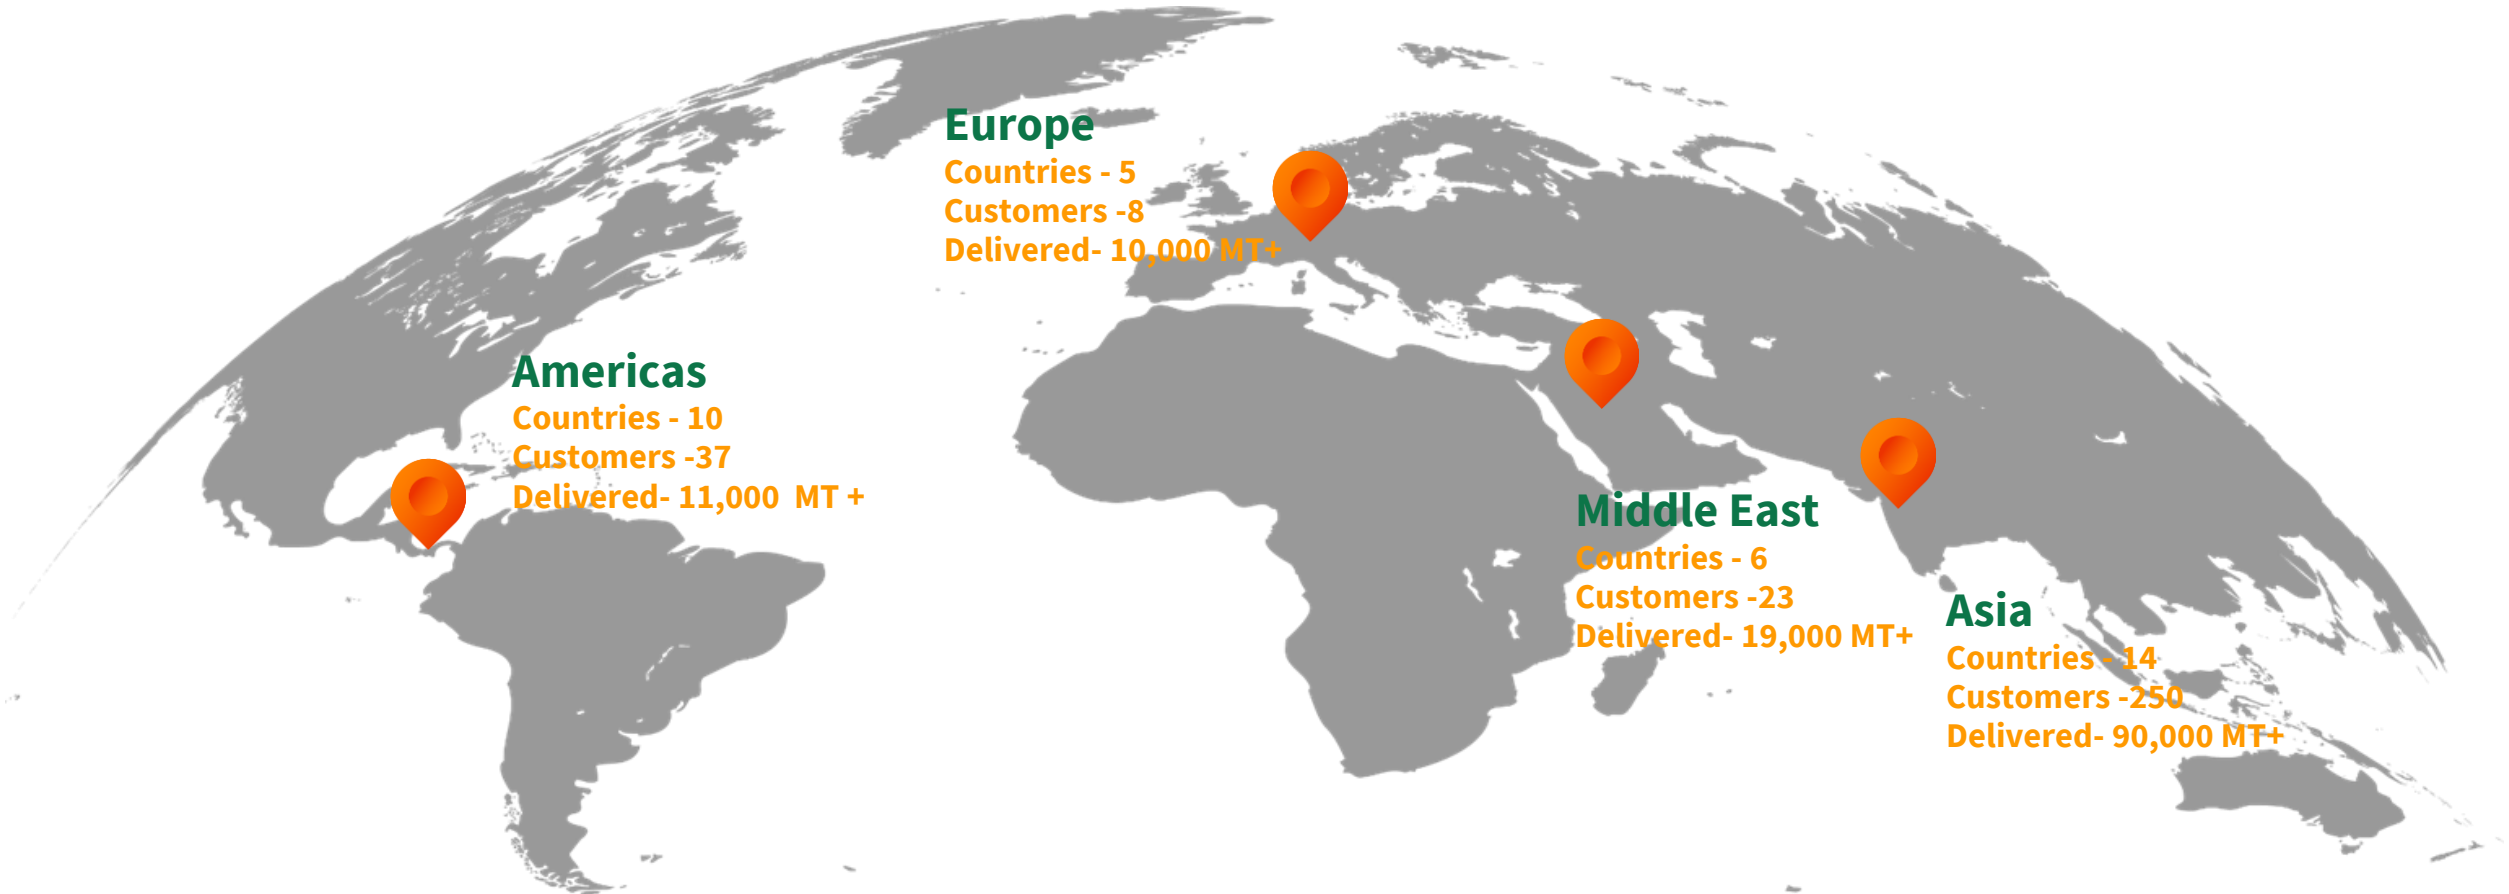 Europe
Countries - 5
Customers -8
Delivered- 10,000 MT+
Americas
Countries - 10
Customers -37
Delivered- 11,000  MT +
Middle East
Countries - 6
Customers -23
Delivered- 19,000 MT+
Asia
Countries - 14
Customers -250
Delivered- 90,000 MT+